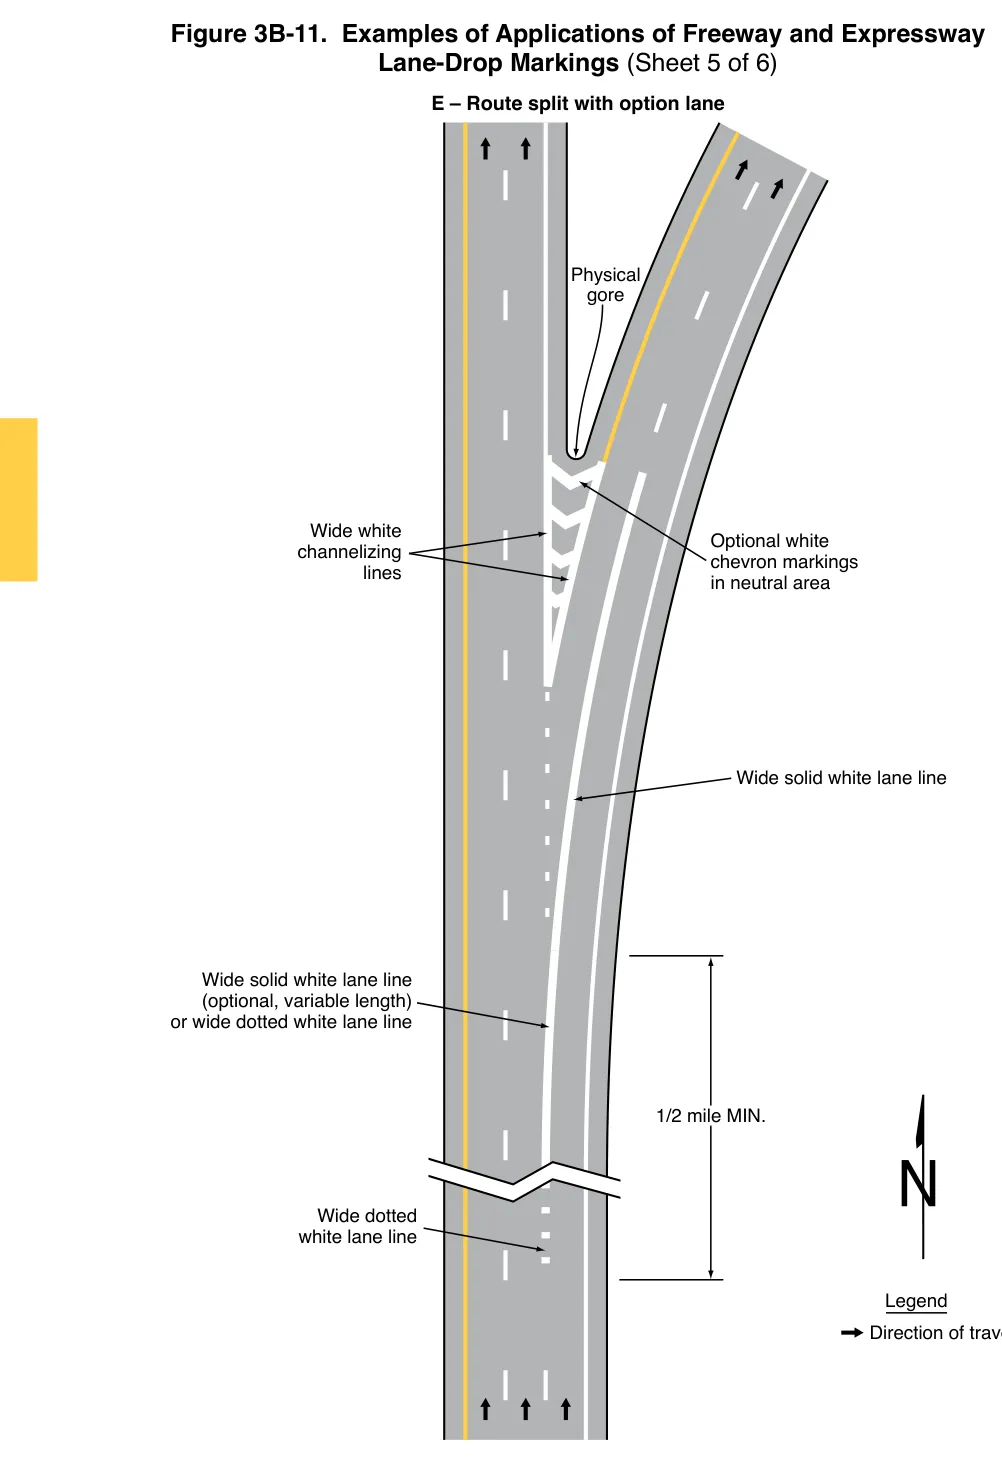 Figure 3B-11.  Examples of Applications of Freeway and Expressway
Lane-Drop Markings (Sheet 5 of 6)
E – Route split with option lane
Physical
gore
Wide white
channelizing
lines
Optional white
chevron markings
in neutral area
Wide solid white lane line
Wide solid white lane line
(optional, variable length)
or wide dotted white lane line
1/2 mile MIN.
N
Wide dotted
white lane line
Legend
Direction of trav